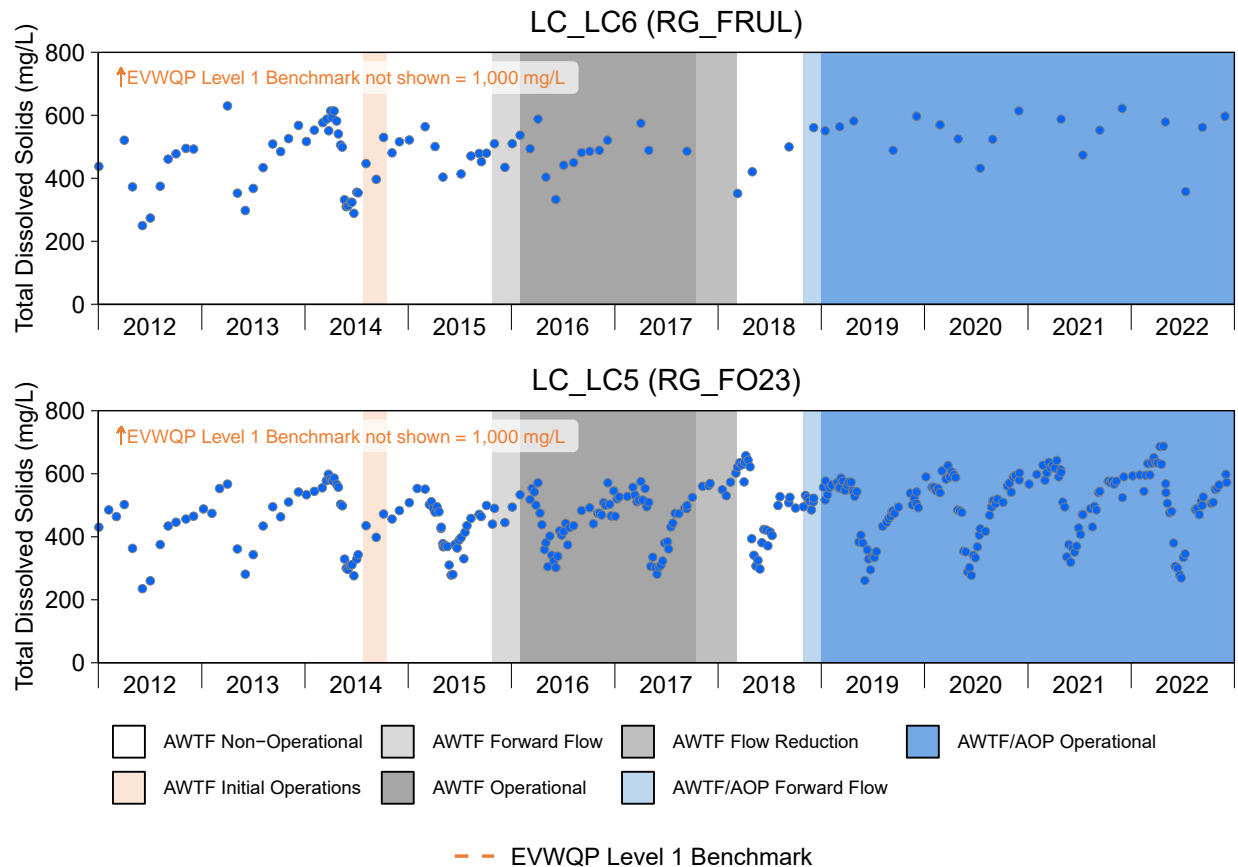 LC_LC6 (RG_FRUL)
Total Dissolved Solids (mg/L)
800
600
400
200
0
EVWQP Level 1 Benchmark not shown = 1,000 mg/L
2012 2013 2014 2015 2016 2017 2018 2019 2020 2021 2022
LC_LC5 (RG_FO23)
Total Dissolved Solids (mg/L)
800
600
400
200
0
EVWQP Level 1 Benchmark not shown = 1,000 mg/L
2012 2013 2014 2015 2016 2017 2018 2019 2020 2021 2022
AWTF Non−Operational AWTF Forward Flow AWTF Flow Reduction AWTF/AOP Operational
AWTF Initial Operations AWTF Operational AWTF/AOP Forward Flow
EVWQP Level 1 Benchmark